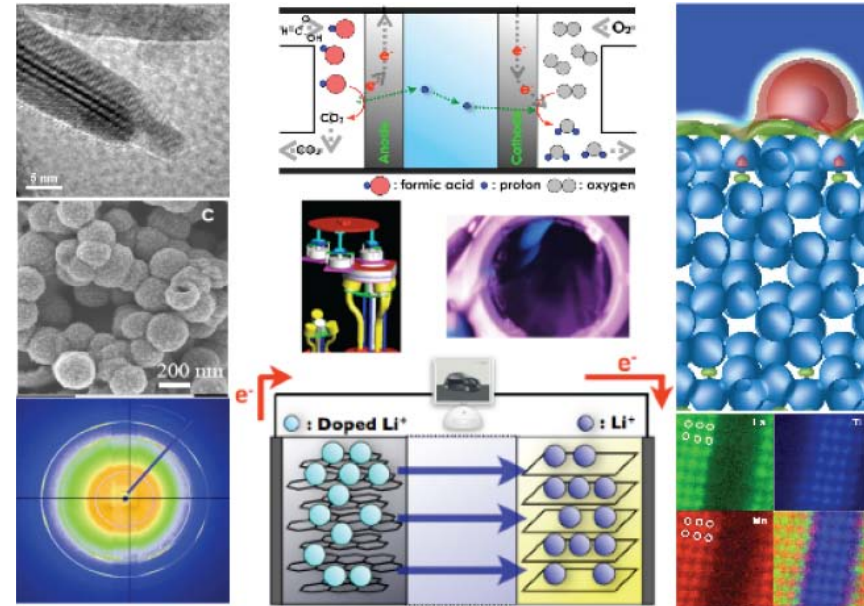 5 nm
C
200 nm
O
H C
OH
O₂
e⁻
e⁻
e⁻
e⁻
CO₂
CO₂
Anode
Cathode
: formic acid
: proton
: oxygen
e⁻
e⁻
: Doped Li⁺
: Li⁺
La
Ti
Mn